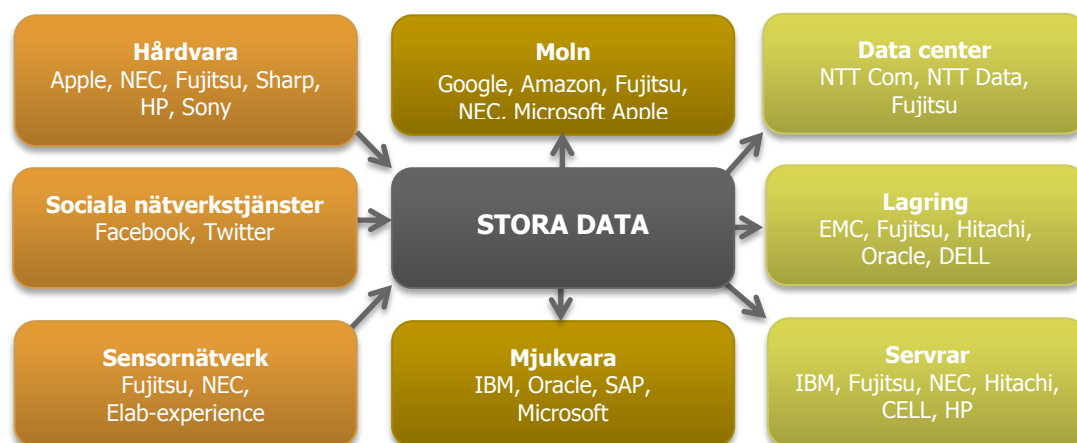 Hårdvara
Apple, NEC, Fujitsu, Sharp,
HP, Sony
Moln
Google, Amazon, Fujitsu,
NEC, Microsoft Apple
Data center
NTT Com, NTT Data,
Fujitsu
Sociala nätverkstjänster
Facebook, Twitter
STORA DATA
Lagring
EMC, Fujitsu, Hitachi,
Oracle, DELL
Sensornätverk
Fujitsu, NEC,
Elab-experience
Mjukvara
IBM, Oracle, SAP,
Microsoft
Servrar
IBM, Fujitsu, NEC, Hitachi,
CELL, HP